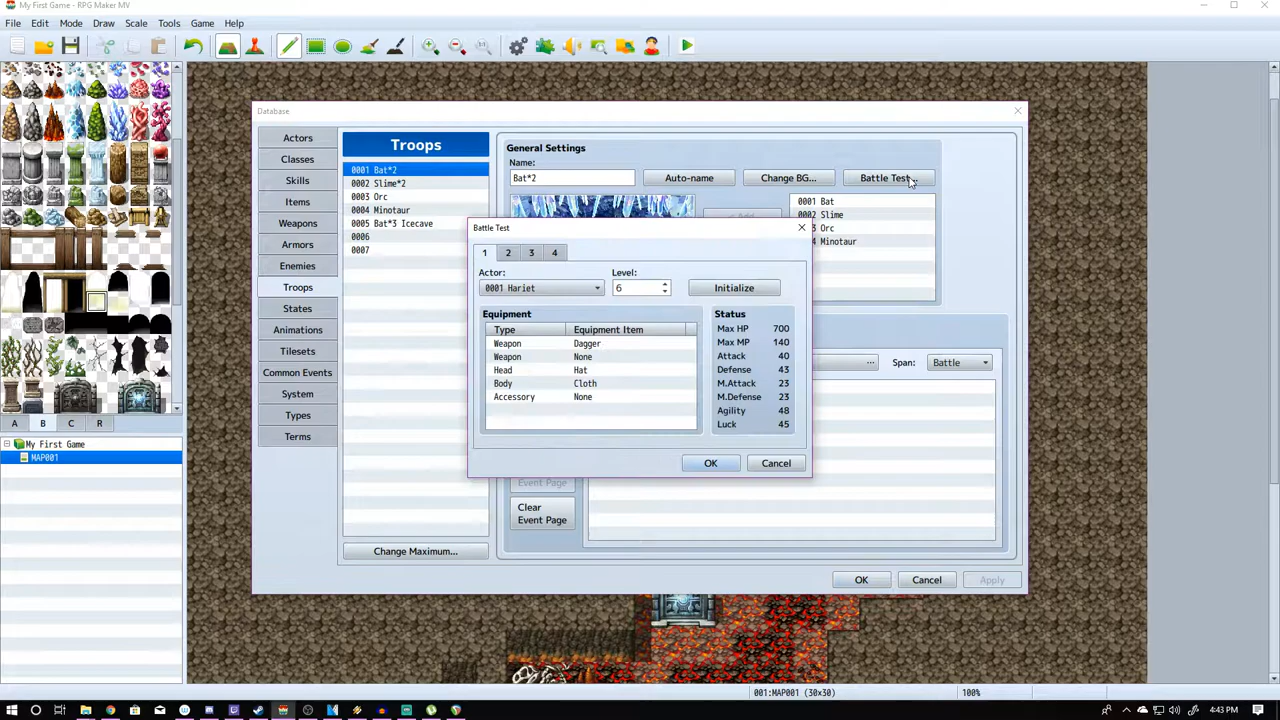 My First Game - RPG Maker MV
File Edit Mode Draw Scale Tools Game Help
Database
Actors
Classes
Skills
Items
Weapons
Armors
Enemies
Troops
States
Animations
Tilesets
Common Events
System
Types
Terms
Troops
0001 Bat*2
0002 Slime*2
0003 Orc
0004 Minotaur
0005 Bat*3 Icecave
0006
0007
Change Maximum...
General Settings
Name:
Bat*2
Auto-name
Change BG...
Battle Test...
0001 Bat
0002 Slime
3 Orc
Minotaur
Battle Test
1 2 3 4
Actor:
Level:
0001 Hariet
6
Initialize
Equipment
Type Equipment Item
Weapon Dagger
Weapon None
Head Hat
Body Cloth
Accessory None
Status
Max HP 700
Max MP 140
Attack 40
Defense 43
M.Attack 23
M.Defense 23
Agility 48
Luck 45
OK
Cancel
...
Span:
Battle
Event Page
Clear
Event Page
OK
Cancel
Apply
A B C R
My First Game
MAP001
001:MAP001 (30x30)
100%
4:43 PM